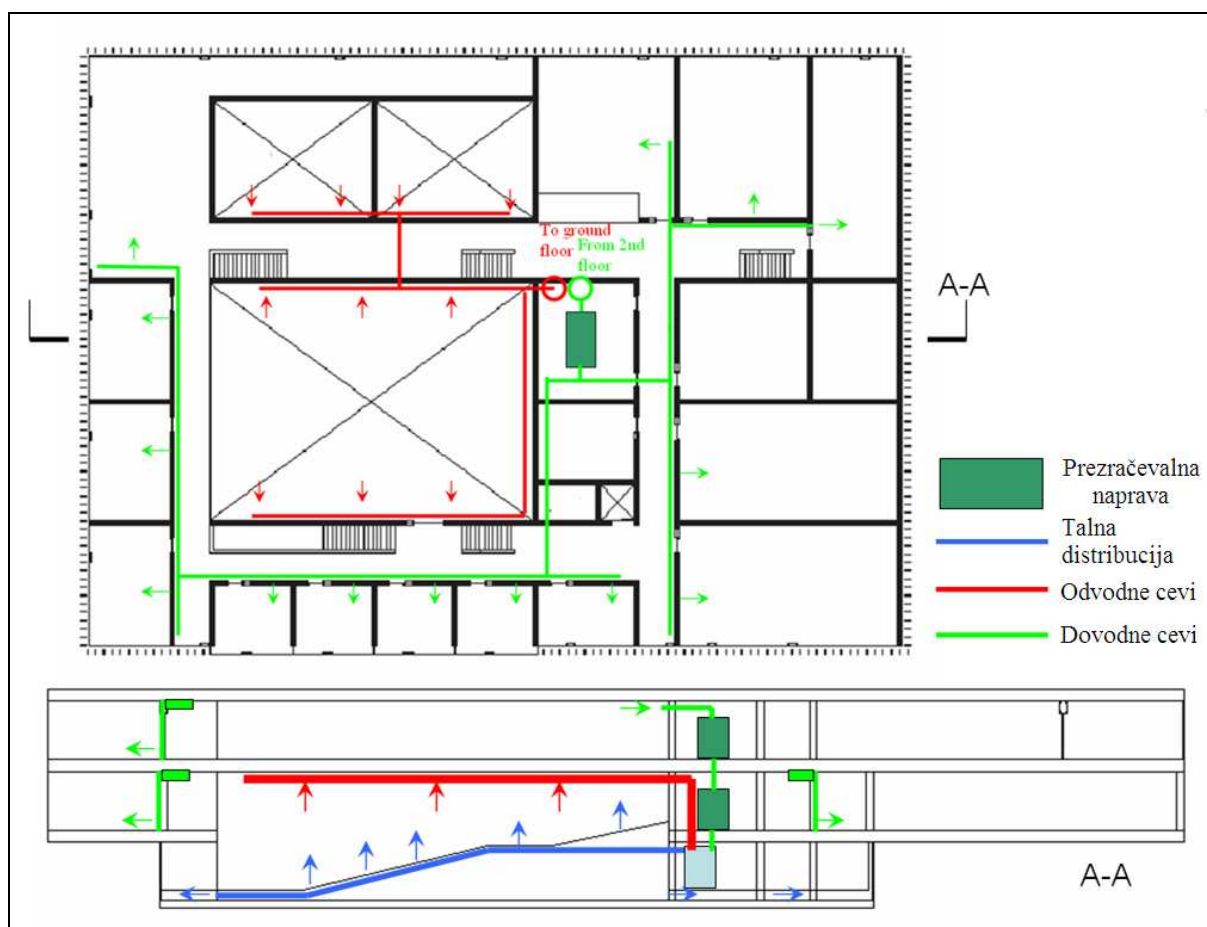 To ground
floor
From 2nd
floor
A-A
Prezračevalna
naprava
Talna
distribucija
Odvodne cevi
Dovodne cevi
A-A